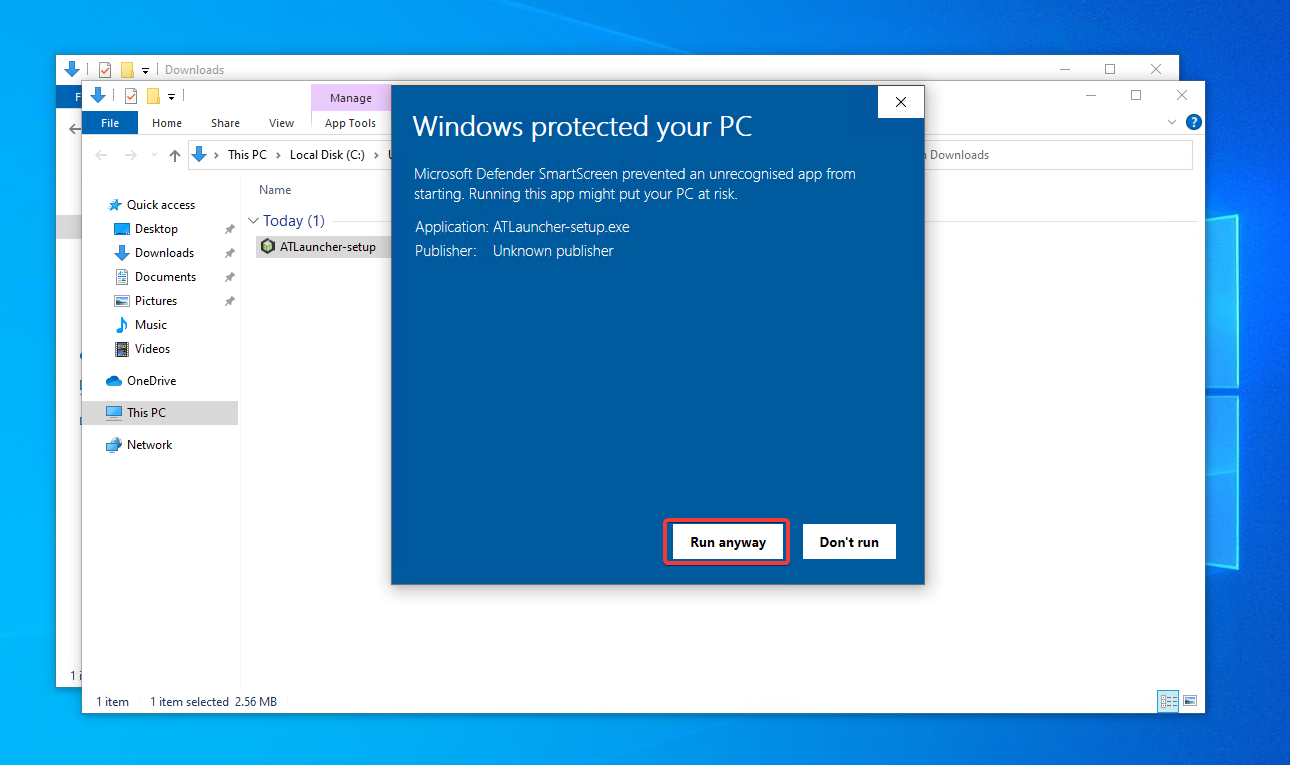 Downloads
F
Manage
File
Home
Share
View
App Tools
?
This PC
Local Disk (C:)
Downloads
Name
Quick access
Desktop
Downloads
Documents
Pictures
Music
Videos
OneDrive
This PC
Network
Today (1)
ATLauncher-setup
Windows protected your PC
Microsoft Defender SmartScreen prevented an unrecognised app from
starting. Running this app might put your PC at risk.
Application: ATLauncher-setup.exe
Publisher: Unknown publisher
Run anyway
Don't run
1 item
1 item selected 2.56 MB